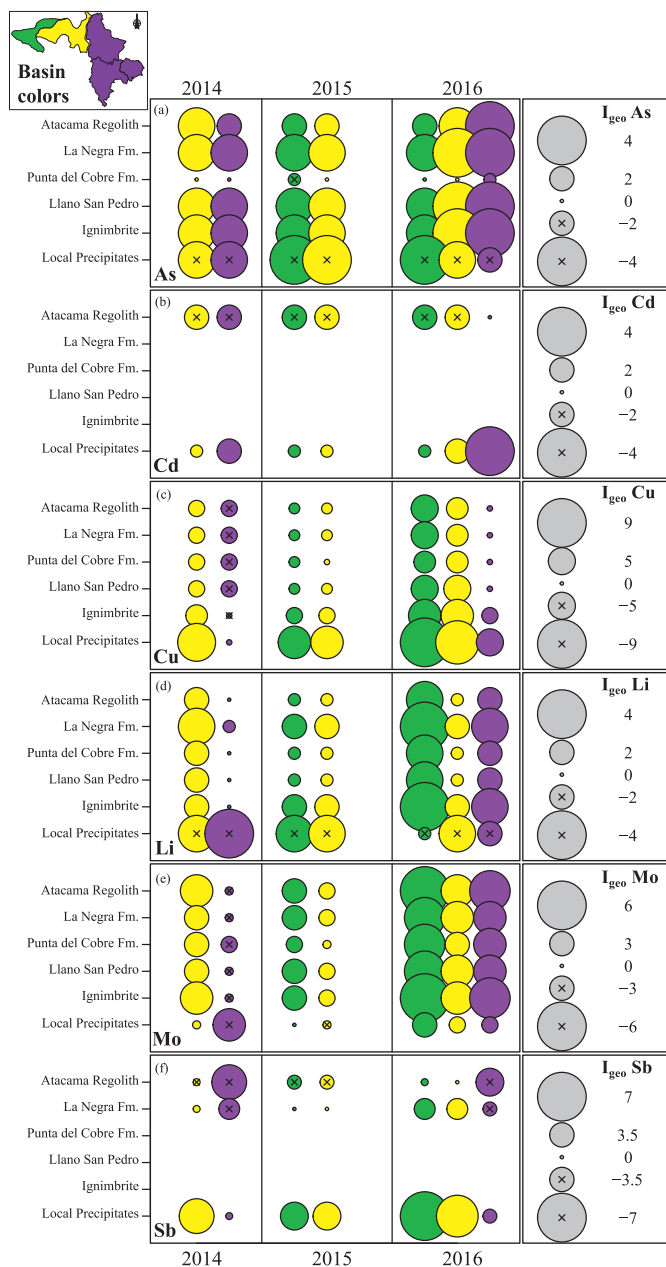 Basin
colors
2014 2015 2016
(a)
Atacama Regolith
La Negra Fm.
Punta del Cobre Fm.
Llano San Pedro
Ignimbrite
Local Precipitates
As
Igeo As
4
2
0
−2
−4
(b)
Atacama Regolith
La Negra Fm.
Punta del Cobre Fm.
Llano San Pedro
Ignimbrite
Local Precipitates
Cd
Igeo Cd
4
2
0
−2
−4
(c)
Atacama Regolith
La Negra Fm.
Punta del Cobre Fm.
Llano San Pedro
Ignimbrite
Local Precipitates
Cu
Igeo Cu
9
5
0
−5
−9
(d)
Atacama Regolith
La Negra Fm.
Punta del Cobre Fm.
Llano San Pedro
Ignimbrite
Local Precipitates
Li
Igeo Li
4
2
0
−2
−4
(e)
Atacama Regolith
La Negra Fm.
Punta del Cobre Fm.
Llano San Pedro
Ignimbrite
Local Precipitates
Mo
Igeo Mo
6
3
0
−3
−6
(f)
Atacama Regolith
La Negra Fm.
Punta del Cobre Fm.
Llano San Pedro
Ignimbrite
Local Precipitates
Sb
Igeo Sb
7
3.5
0
−3.5
−7
2014 2015 2016